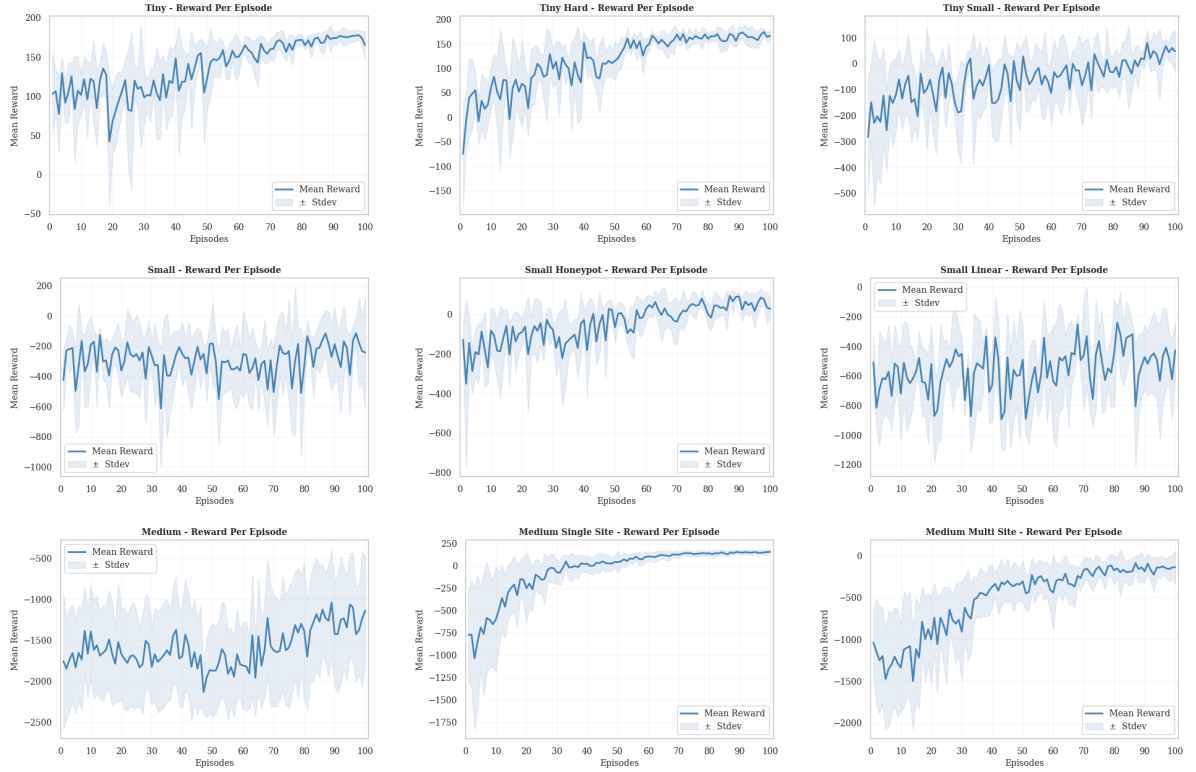 Tiny - Reward Per Episode
200
150
100
50
0
−50
Mean Reward
Mean Reward
± Stdev
0 10 20 30 40 50 60 70 80 90 100
Episodes
Tiny Hard - Reward Per Episode
200
150
100
50
0
−50
−100
−150
Mean Reward
Mean Reward
± Stdev
0 10 20 30 40 50 60 70 80 90 100
Episodes
Tiny Small - Reward Per Episode
100
0
−100
−200
−300
−400
−500
Mean Reward
Mean Reward
± Stdev
0 10 20 30 40 50 60 70 80 90 100
Episodes
Small - Reward Per Episode
200
0
−200
−400
−600
−800
−1000
Mean Reward
Mean Reward
± Stdev
0 10 20 30 40 50 60 70 80 90 100
Episodes
Small Honeypot - Reward Per Episode
0
−200
−400
−600
−800
Mean Reward
Mean Reward
± Stdev
0 10 20 30 40 50 60 70 80 90 100
Episodes
Small Linear - Reward Per Episode
0
−200
−400
−600
−800
−1000
−1200
Mean Reward
Mean Reward
± Stdev
0 10 20 30 40 50 60 70 80 90 100
Episodes
Medium - Reward Per Episode
−500
−1000
−1500
−2000
−2500
Mean Reward
Mean Reward
± Stdev
0 10 20 30 40 50 60 70 80 90 100
Episodes
Medium Single Site - Reward Per Episode
250
0
−250
−500
−750
−1000
−1250
−1500
−1750
Mean Reward
Mean Reward
± Stdev
0 10 20 30 40 50 60 70 80 90 100
Episodes
Medium Multi Site - Reward Per Episode
0
−500
−1000
−1500
−2000
Mean Reward
Mean Reward
± Stdev
0 10 20 30 40 50 60 70 80 90 100
Episodes